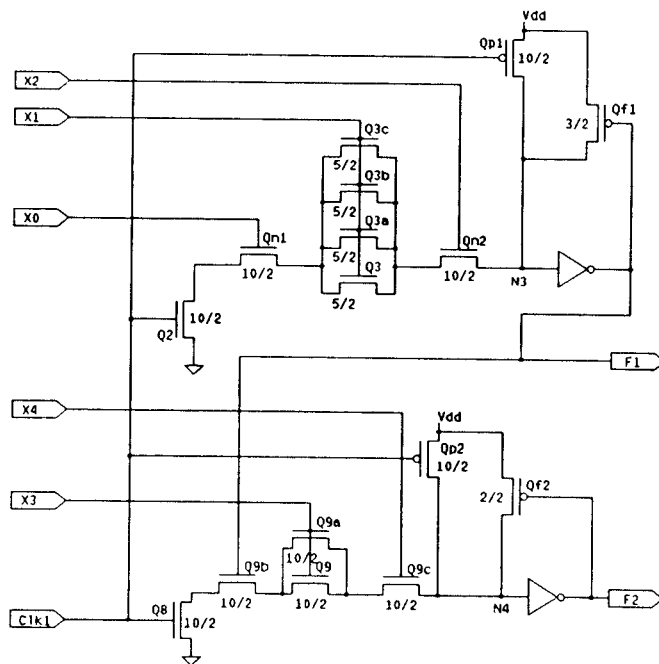 Vdd
Qp1
10/2
X2
Qf1
3/2
X1
Q3c
5/2
Q3b
5/2
X0
Q3a
Qn1
Qn2
5/2
Q3
10/2
10/2
N3
5/2
10/2
Q2
F1
X4
Vdd
Qp2
10/2
X3
Qf2
2/2
Q9a
10/2
Q9b
Q9
Q9c
Clk1
Q8
10/2
10/2
10/2
10/2
N4
F2